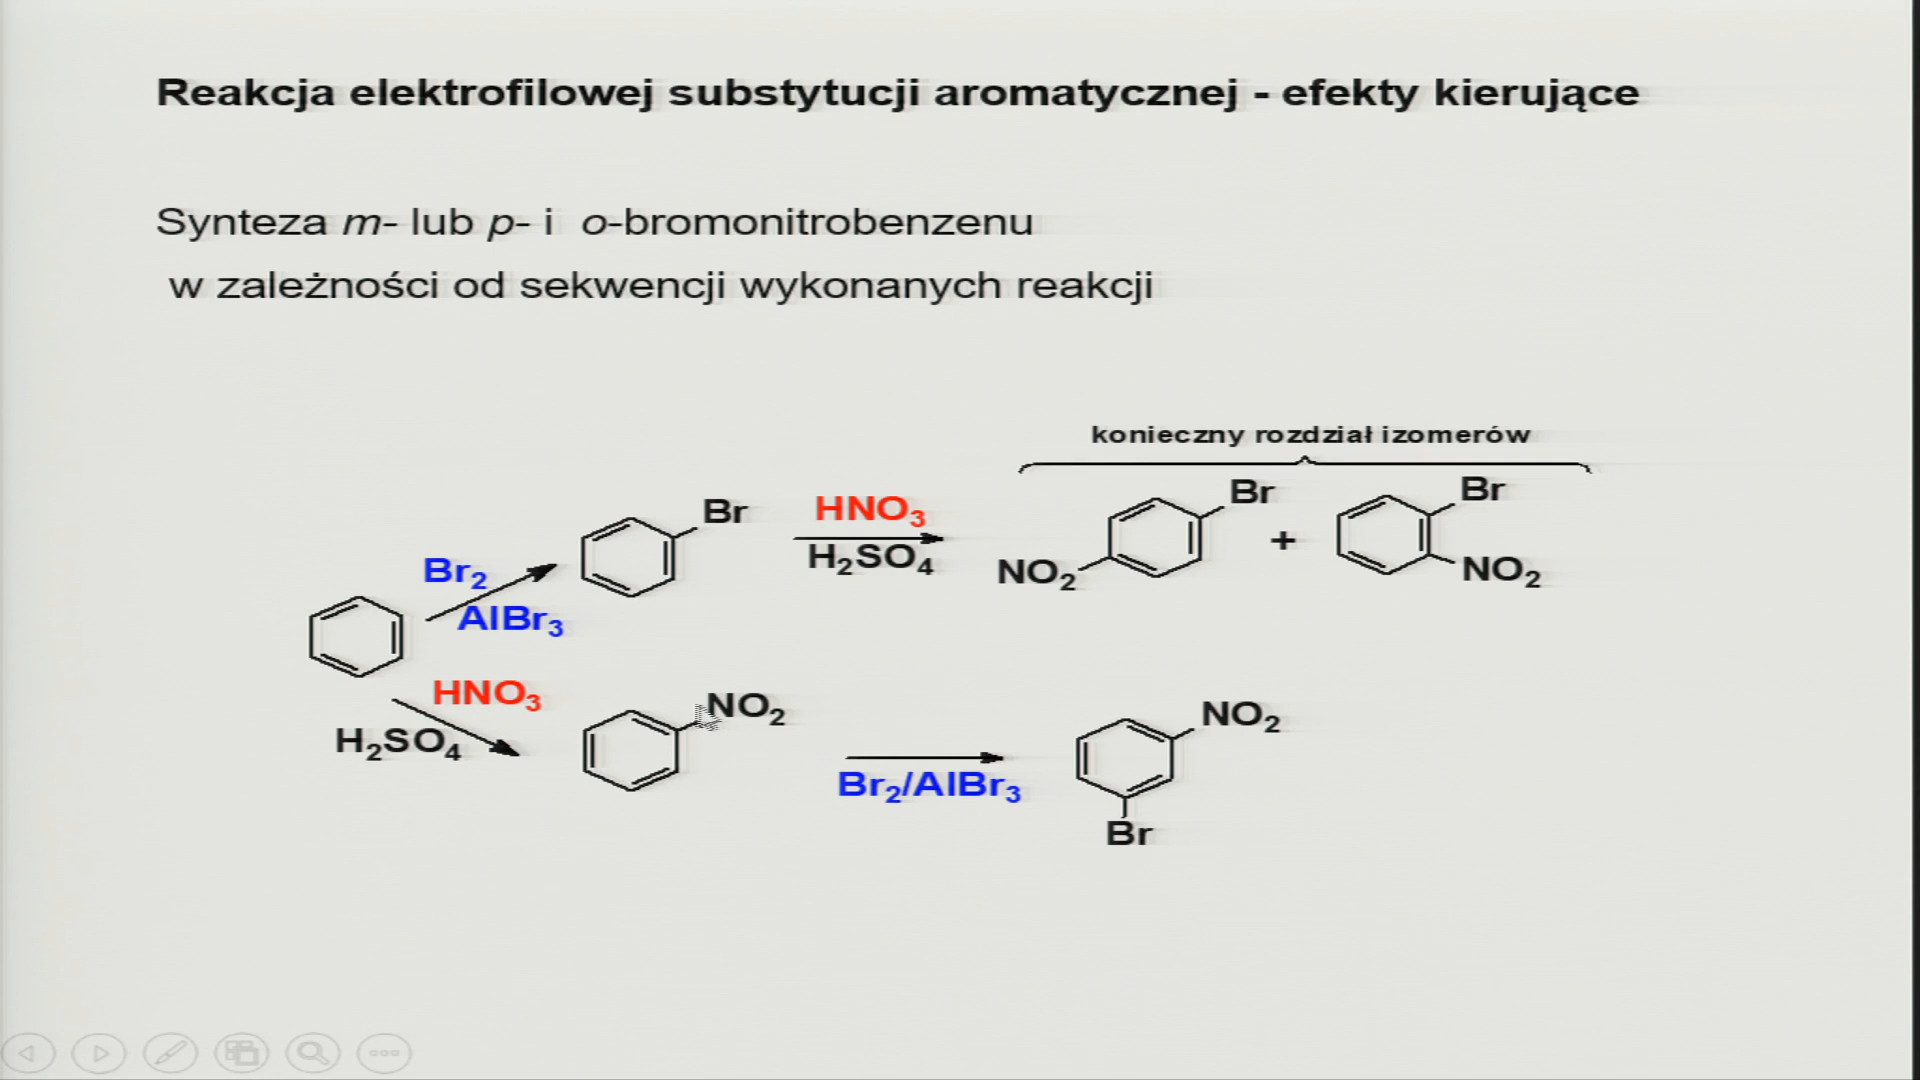 Reakcja elektrofilowej substytucji aromatycznej - efekty kierujące
Synteza m- lub p- i o-bromonitrobenzenu
w zależności od sekwencji wykonanych reakcji
konieczny rozdział izomerów
Br
HNO₃
H₂SO₄
Br
NO₂
+
Br
NO₂
Br₂
AlBr₃
HNO₃
H₂SO₄
NO₂
Br₂/AlBr₃
NO₂
Br